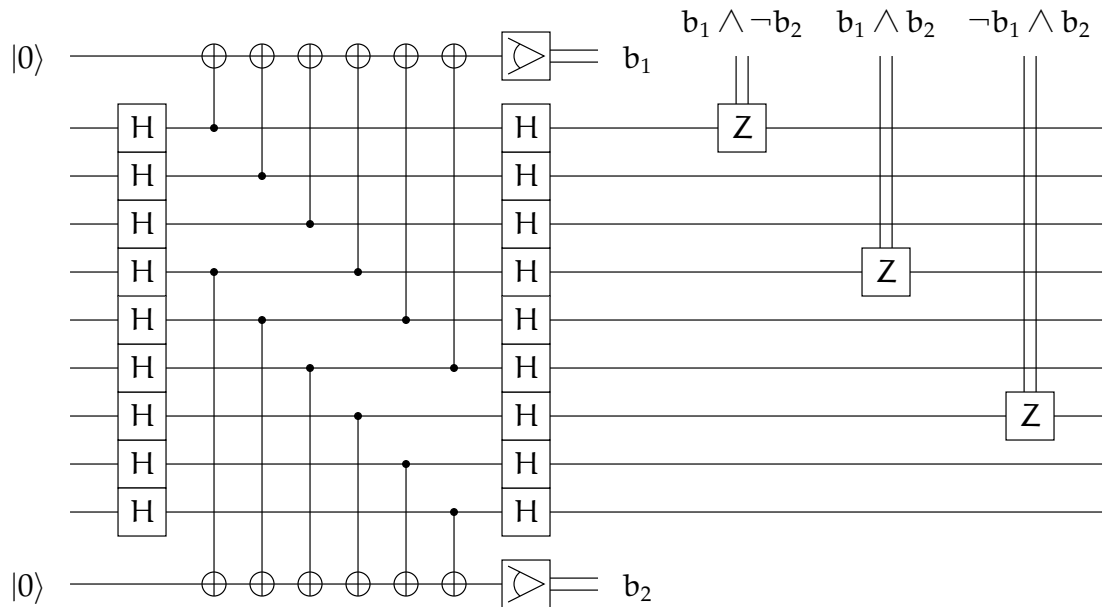 b₁ ∧ ¬b₂ b₁ ∧ b₂ ¬b₁ ∧ b₂
|0⟩ b₁
H H Z
H H
H H
H H Z
H H
H H
H H Z
H H
H H
|0⟩ b₂